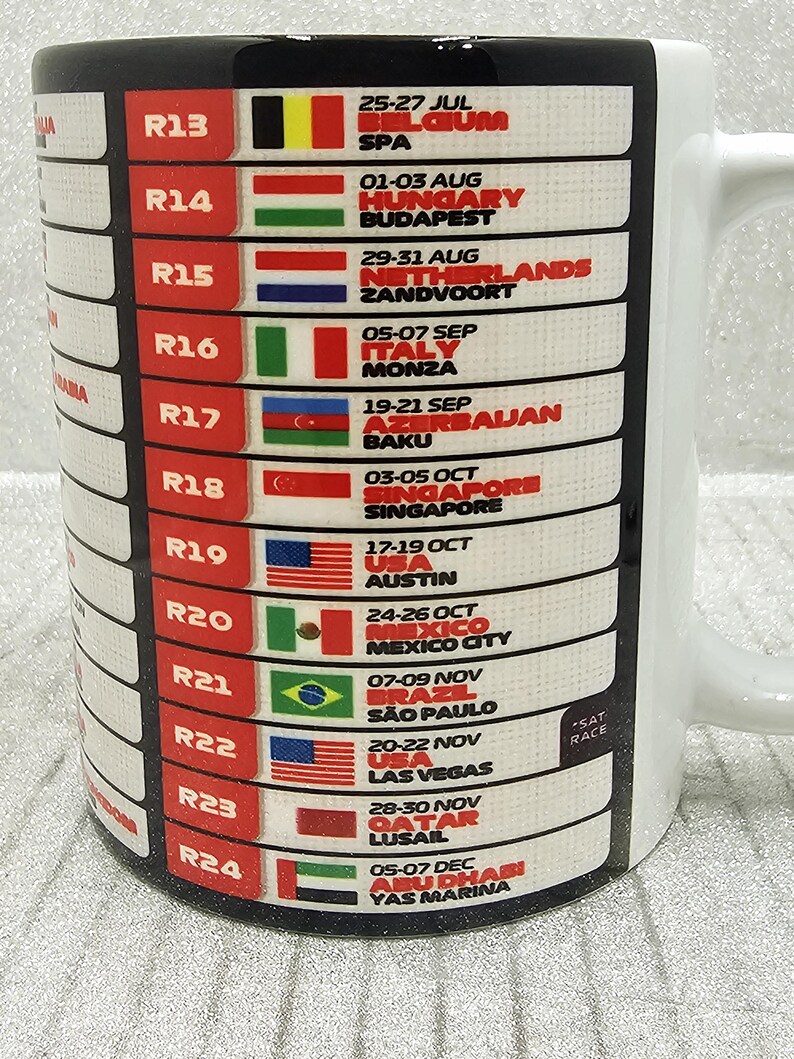 R13
25-27 JUL
BELGIUM
SPA
R14
01-03 AUG
HUNGARY
BUDAPEST
R15
29-31 AUG
NETHERLANDS
ZANDVOORT
R16
05-07 SEP
ITALY
MONZA
R17
19-21 SEP
AZERBAIJAN
BAKU
R18
03-05 OCT
SINGAPORE
SINGAPORE
R19
17-19 OCT
USA
AUSTIN
R20
24-26 OCT
MEXICO
MEXICO CITY
R21
07-09 NOV
BRAZIL
SÃO PAULO
R22
20-22 NOV
USA
LAS VEGAS
*SAT
RACE
R23
28-30 NOV
QATAR
LUSAIL
R24
05-07 DEC
ABU DHABI
YAS MARINA